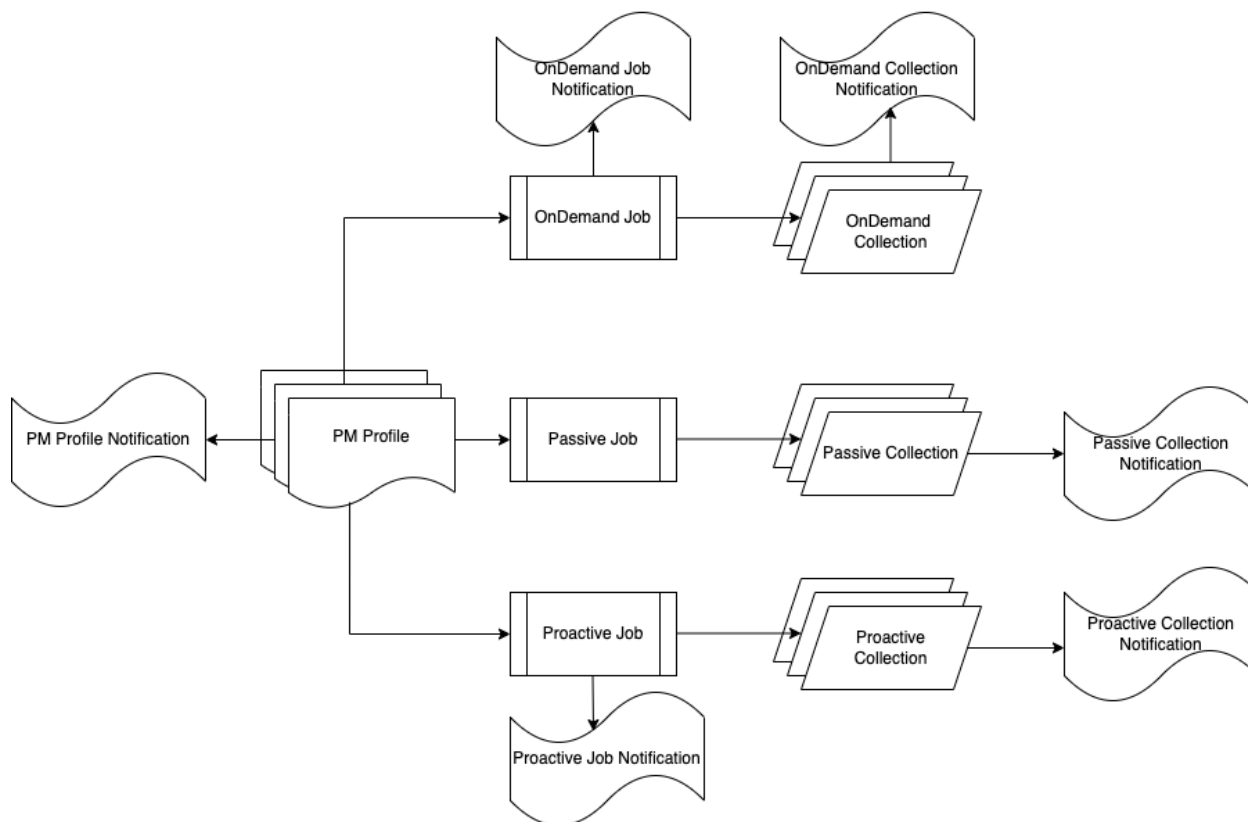 OnDemand Job
Notification
OnDemand Collection
Notification
OnDemand Job
OnDemand
Collection
PM Profile Notification
PM Profile
Passive Job
Passive Collection
Passive Collection
Notification
Proactive Job
Proactive
Collection
Proactive Collection
Notification
Proactive Job Notification